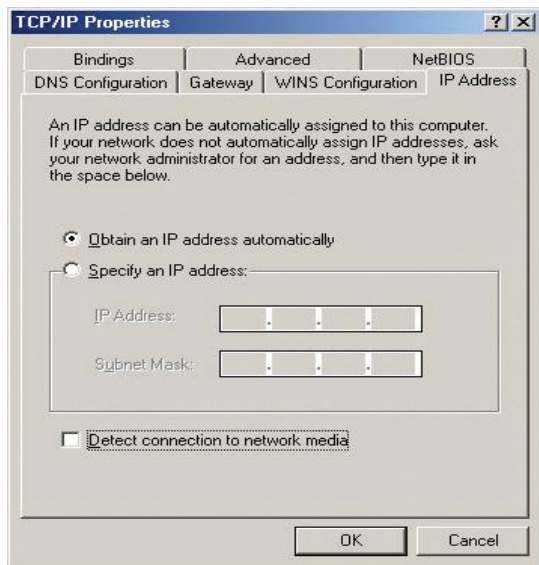 TCP/IP Properties
Bindings Advanced NetBIOS
DNS Configuration Gateway WINS Configuration IP Address
An IP address can be automatically assigned to this computer.
If your network does not automatically assign IP addresses, ask
your network administrator for an address, and then type it in
the space below.
Obtain an IP address automatically
Specify an IP address:
IP Address:
Subnet Mask:
Detect connection to network media
OK Cancel